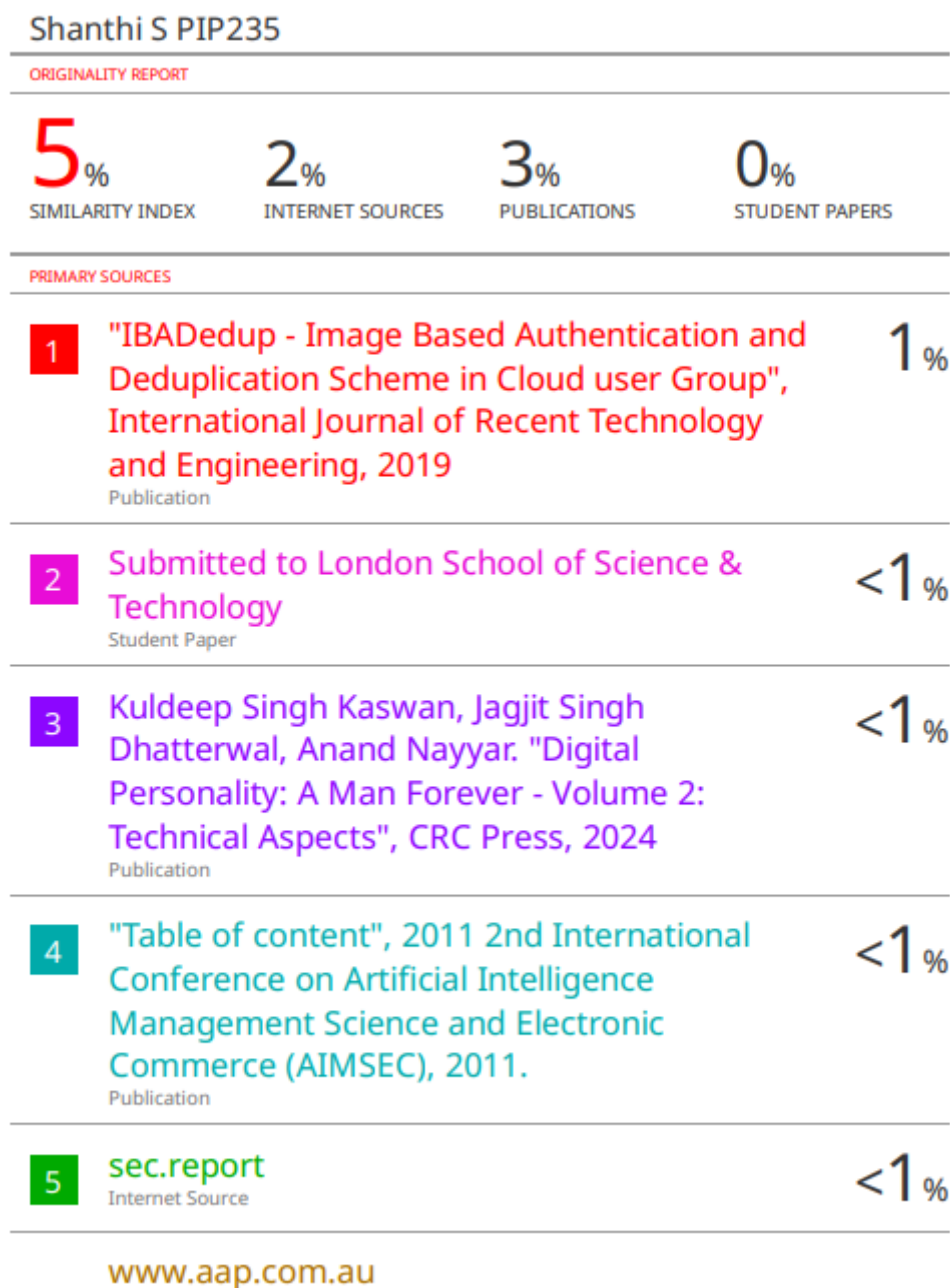 Shanthi S PIP235
ORIGINALITY REPORT
5% 2% 3% 0%
SIMILARITY INDEX INTERNET SOURCES PUBLICATIONS STUDENT PAPERS
PRIMARY SOURCES
1 "IBADedup - Image Based Authentication and 1%
Deduplication Scheme in Cloud user Group",
International Journal of Recent Technology
and Engineering, 2019
Publication
2 Submitted to London School of Science & <1%
Technology
Student Paper
3 Kuldeep Singh Kaswan, Jagjit Singh <1%
Dhatterwal, Anand Nayyar. "Digital
Personality: A Man Forever - Volume 2:
Technical Aspects", CRC Press, 2024
Publication
4 "Table of content", 2011 2nd International <1%
Conference on Artificial Intelligence
Management Science and Electronic
Commerce (AIMSEC), 2011.
Publication
5 sec.report <1%
Internet Source
www.aap.com.au